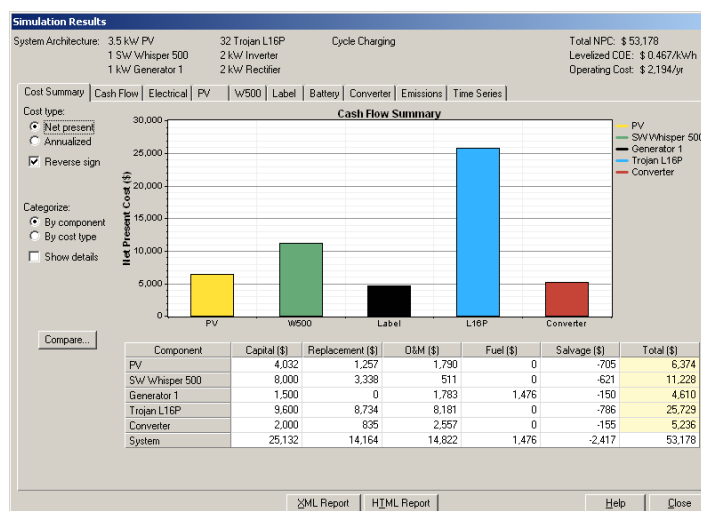 Simulation Results
System Architecture: 3.5 kW PV 32 Trojan L16P Cycle Charging Total NPC: $ 53,178
1 SW Whisper 500 2 kW Inverter Levelized COE: $ 0.467/kWh
1 kW Generator 1 2 kW Rectifier Operating Cost: $ 2,194/yr
Cost Summary Cash Flow Electrical PV W500 Label Battery Converter Emissions Time Series
Cost type:
Net present
Annualized
Reverse sign
Categorize:
By component
By cost type
Show details
Compare...
Cash Flow Summary
Net Present Cost ($)
30,000
25,000
20,000
15,000
10,000
5,000
0
PV W500 Label L16P Converter
PV
SW Whisper 500
Generator 1
Trojan L16P
Converter
Component Capital ($) Replacement ($) O&M ($) Fuel ($) Salvage ($) Total ($)
PV 4,032 1,257 1,790 0 -705 6,374
SW Whisper 500 8,000 3,338 511 0 -621 11,228
Generator 1 1,500 0 1,783 1,476 -150 4,610
Trojan L16P 9,600 8,734 8,181 0 -786 25,729
Converter 2,000 835 2,557 0 -155 5,236
System 25,132 14,164 14,822 1,476 -2,417 53,178
XML Report HTML Report Help Close